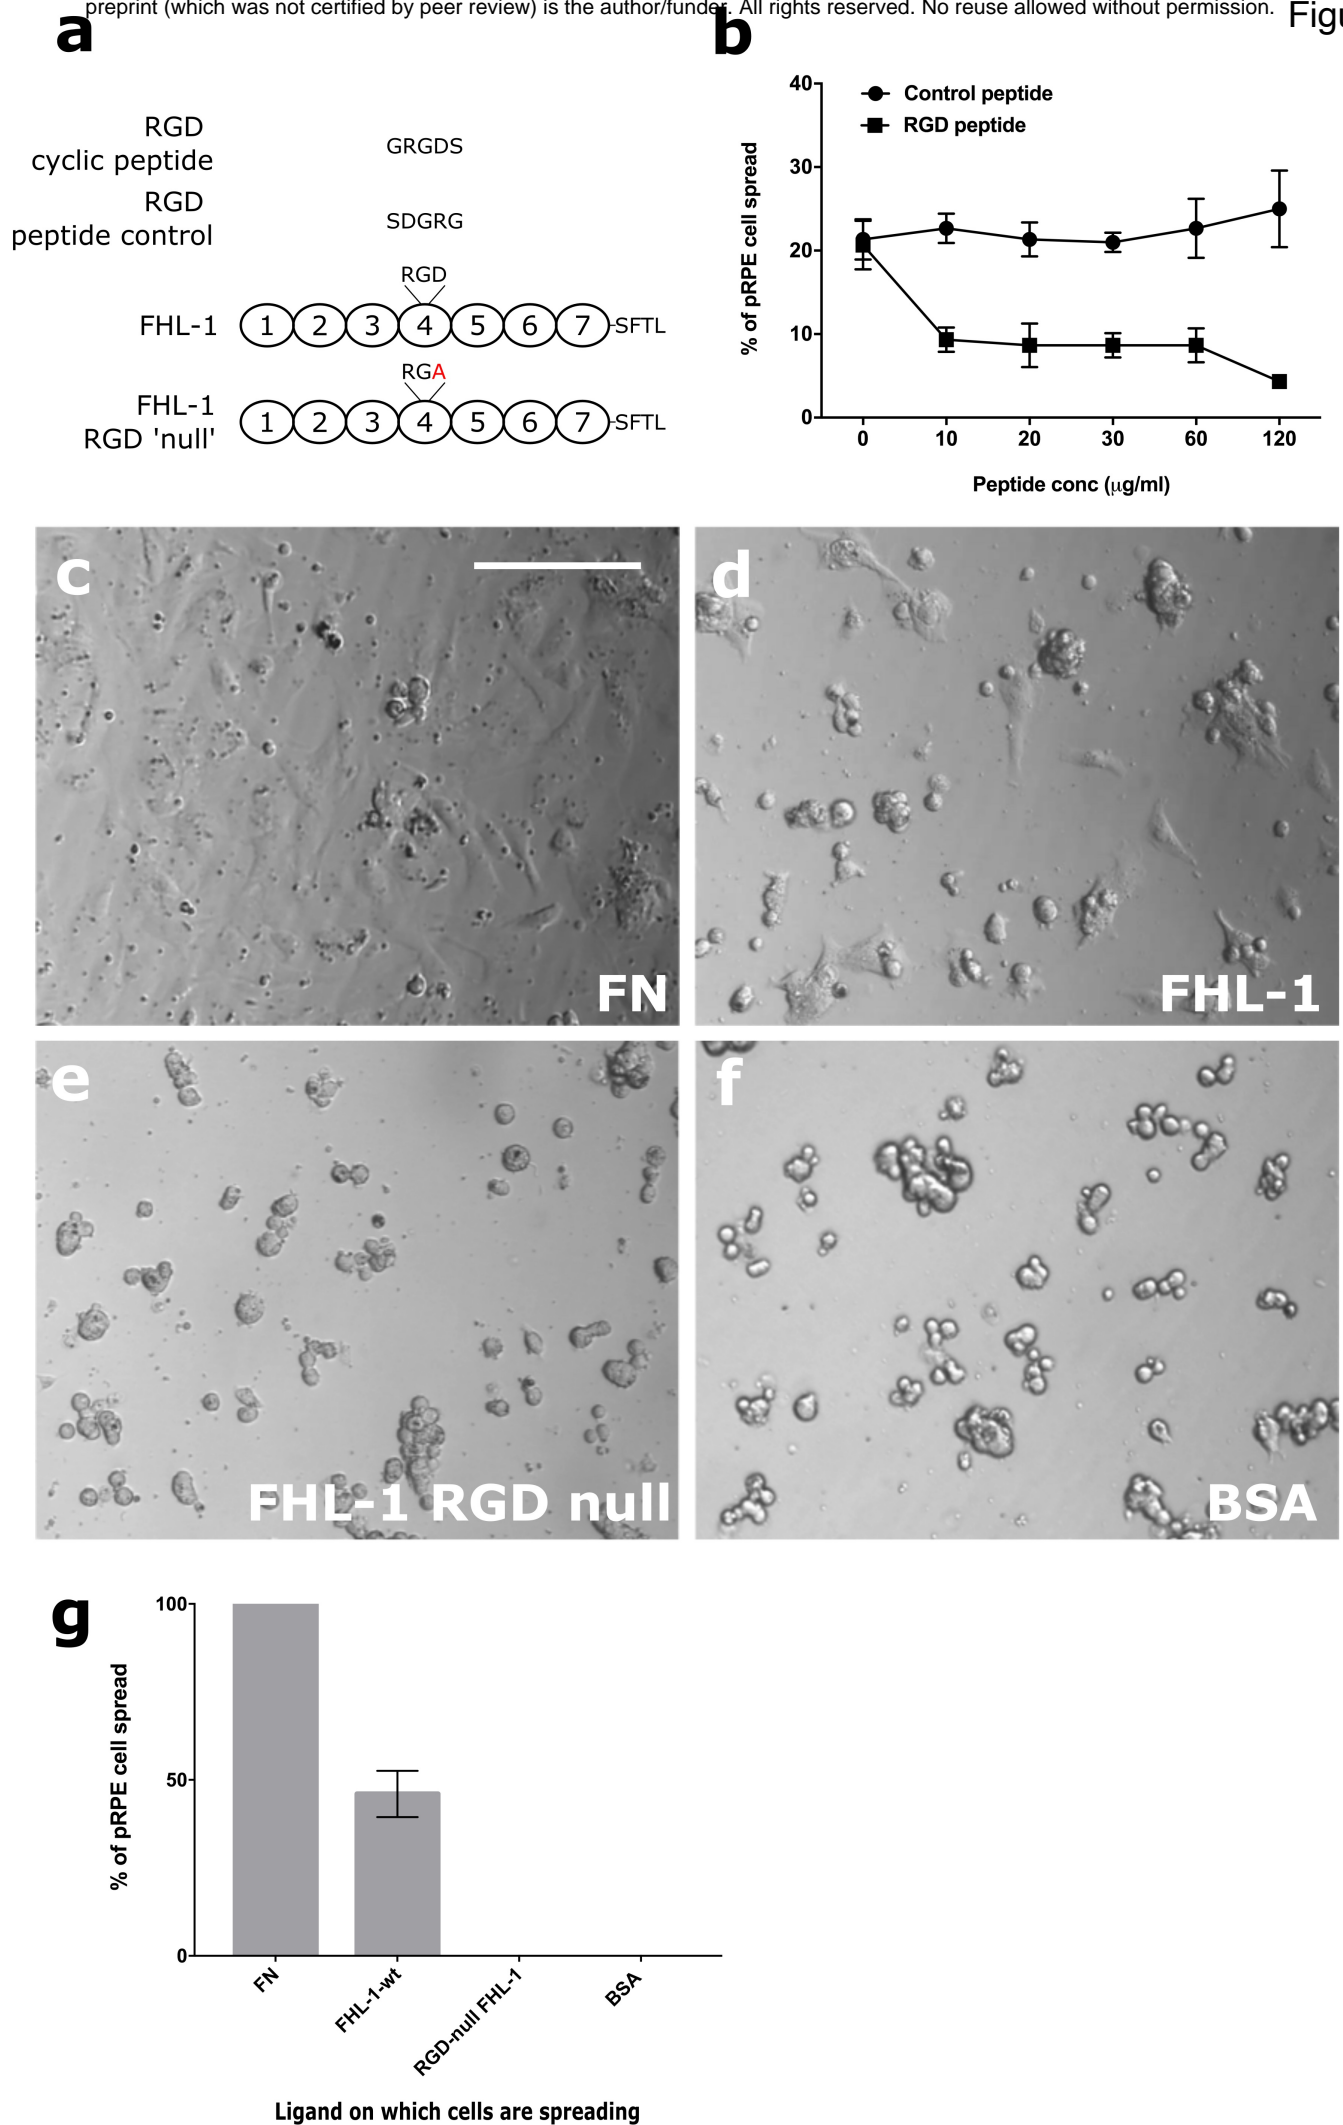 preprint (which was not certified by peer review) is the author/funder. All rights reserved. No reuse allowed without permission.
a
RGD
cyclic peptide
GRGDS
RGD
peptide control
SDGRG
RGD
FHL-1
1 2 3 4 5 6 7 -SFTL
RGA
FHL-1
RGD 'null'
1 2 3 4 5 6 7 -SFTL
b
Control peptide
RGD peptide
% of pRPE cell spread
40
30
20
10
0
0 10 20 30 60 120
Peptide conc (μg/ml)
c
FN
d
FHL-1
e
FHL-1 RGD null
f
BSA
g
% of pRPE cell spread
100
50
0
FN
FHL-1-wt
RGD-null FHL-1
BSA
Ligand on which cells are spreading